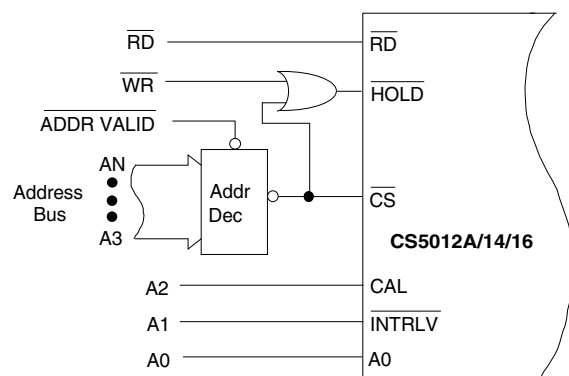 RD
RD
WR
HOLD
ADDR VALID
AN
Address
Bus
Addr
Dec
CS
A3
CS5012A/14/16
A2
CAL
A1
INTRLV
A0
A0